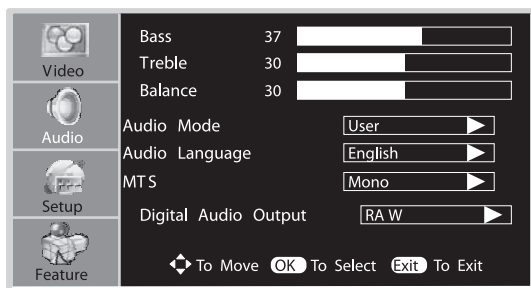 Video
Audio
Setup
Feature
Bass 37
Treble 30
Balance 30
Audio Mode User
Audio Language English
MTS Mono
Digital Audio Output RA W
To Move OK To Select Exit To Exit